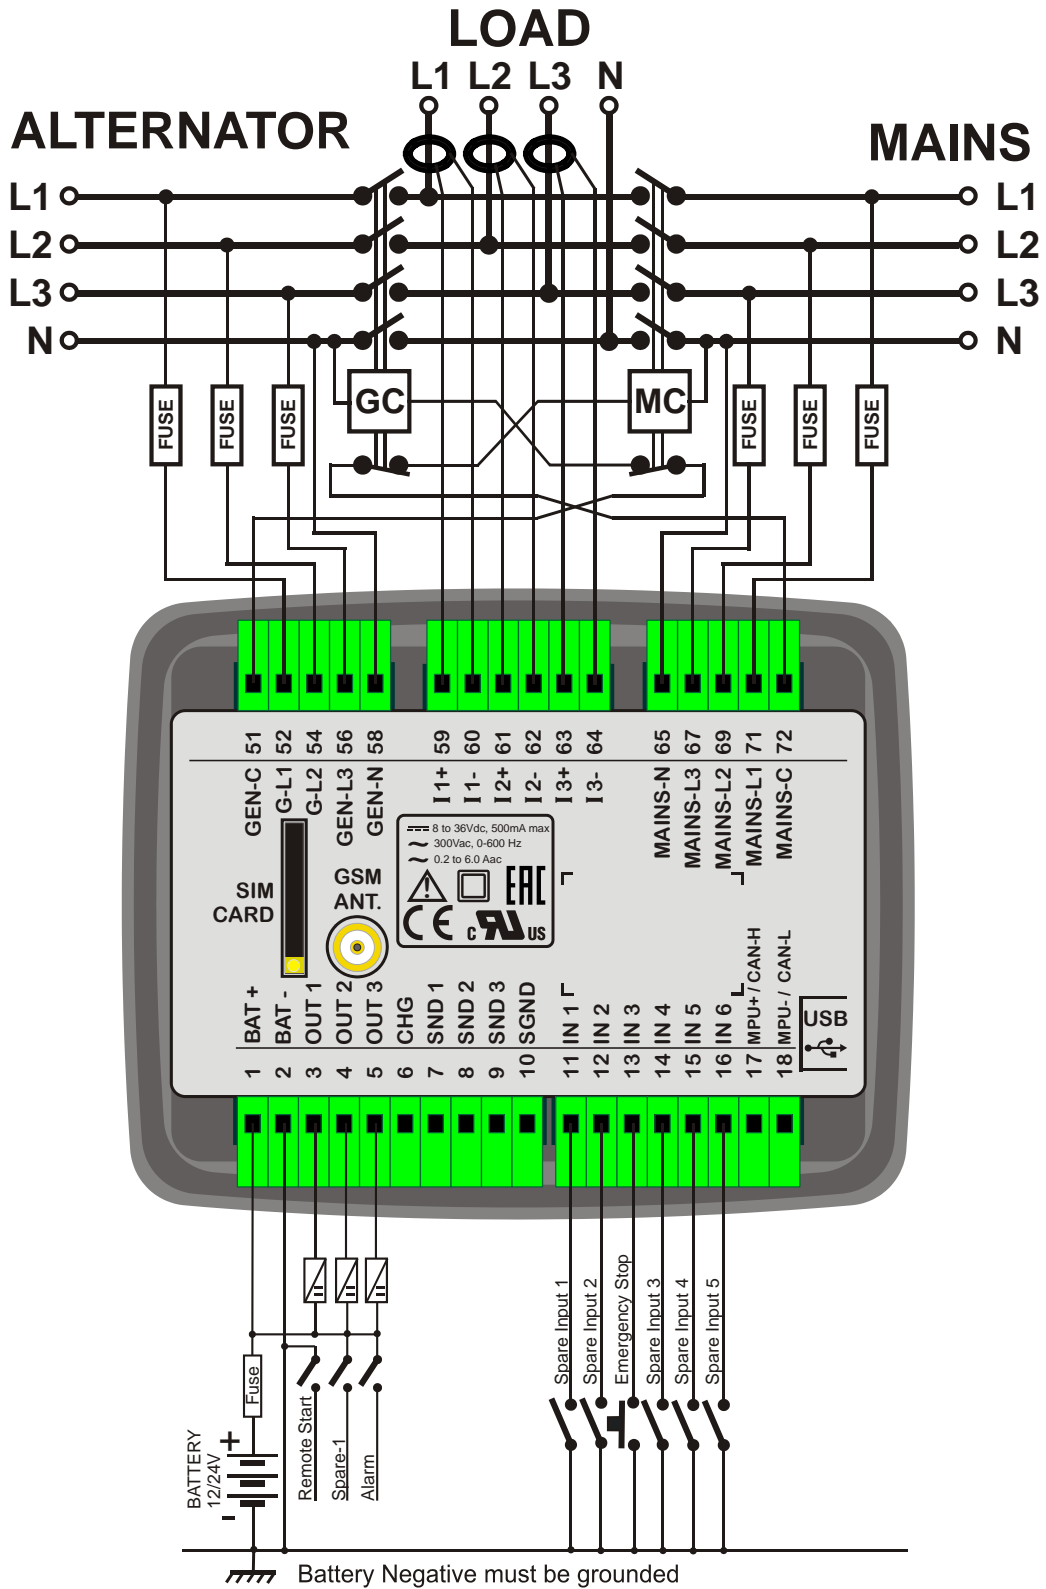 LOAD
L1 L2 L3 N
ALTERNATOR
MAINS
L1
L2
L3
N
L1
L2
L3
N
GC
MC
FUSE
FUSE
FUSE
FUSE
FUSE
FUSE
51 52 54 56 58
59 60 61 62 63 64
65 67 69 71 72
GEN-C
G-L1
G-L2
GEN-L3
GEN-N
I1+
I1-
I2+
I2-
I3+
I3-
MAINS-N
MAINS-L3
MAINS-L2
MAINS-L1
MAINS-C
8 to 36Vdc, 500mA max
300Vac, 0-600 Hz
0.2 to 6.0 Aac
EAC
CE
c RU US
SIM
CARD
GSM
ANT.
BAT +
BAT -
OUT 1
OUT 2
OUT 3
CHG
SND 1
SND 2
SND 3
SGND
IN 1
IN 2
IN 3
IN 4
IN 5
IN 6
MPU+ / CAN-H
MPU- / CAN-L
USB
1 2 3 4 5 6 7 8 9 10
11 12 13 14 15 16 17 18
Fuse
BATTERY
12/24V
+
-
Remote Start
Spare-1
Alarm
Spare Input 1
Spare Input 2
Emergency Stop
Spare Input 3
Spare Input 4
Spare Input 5
Battery Negative must be grounded